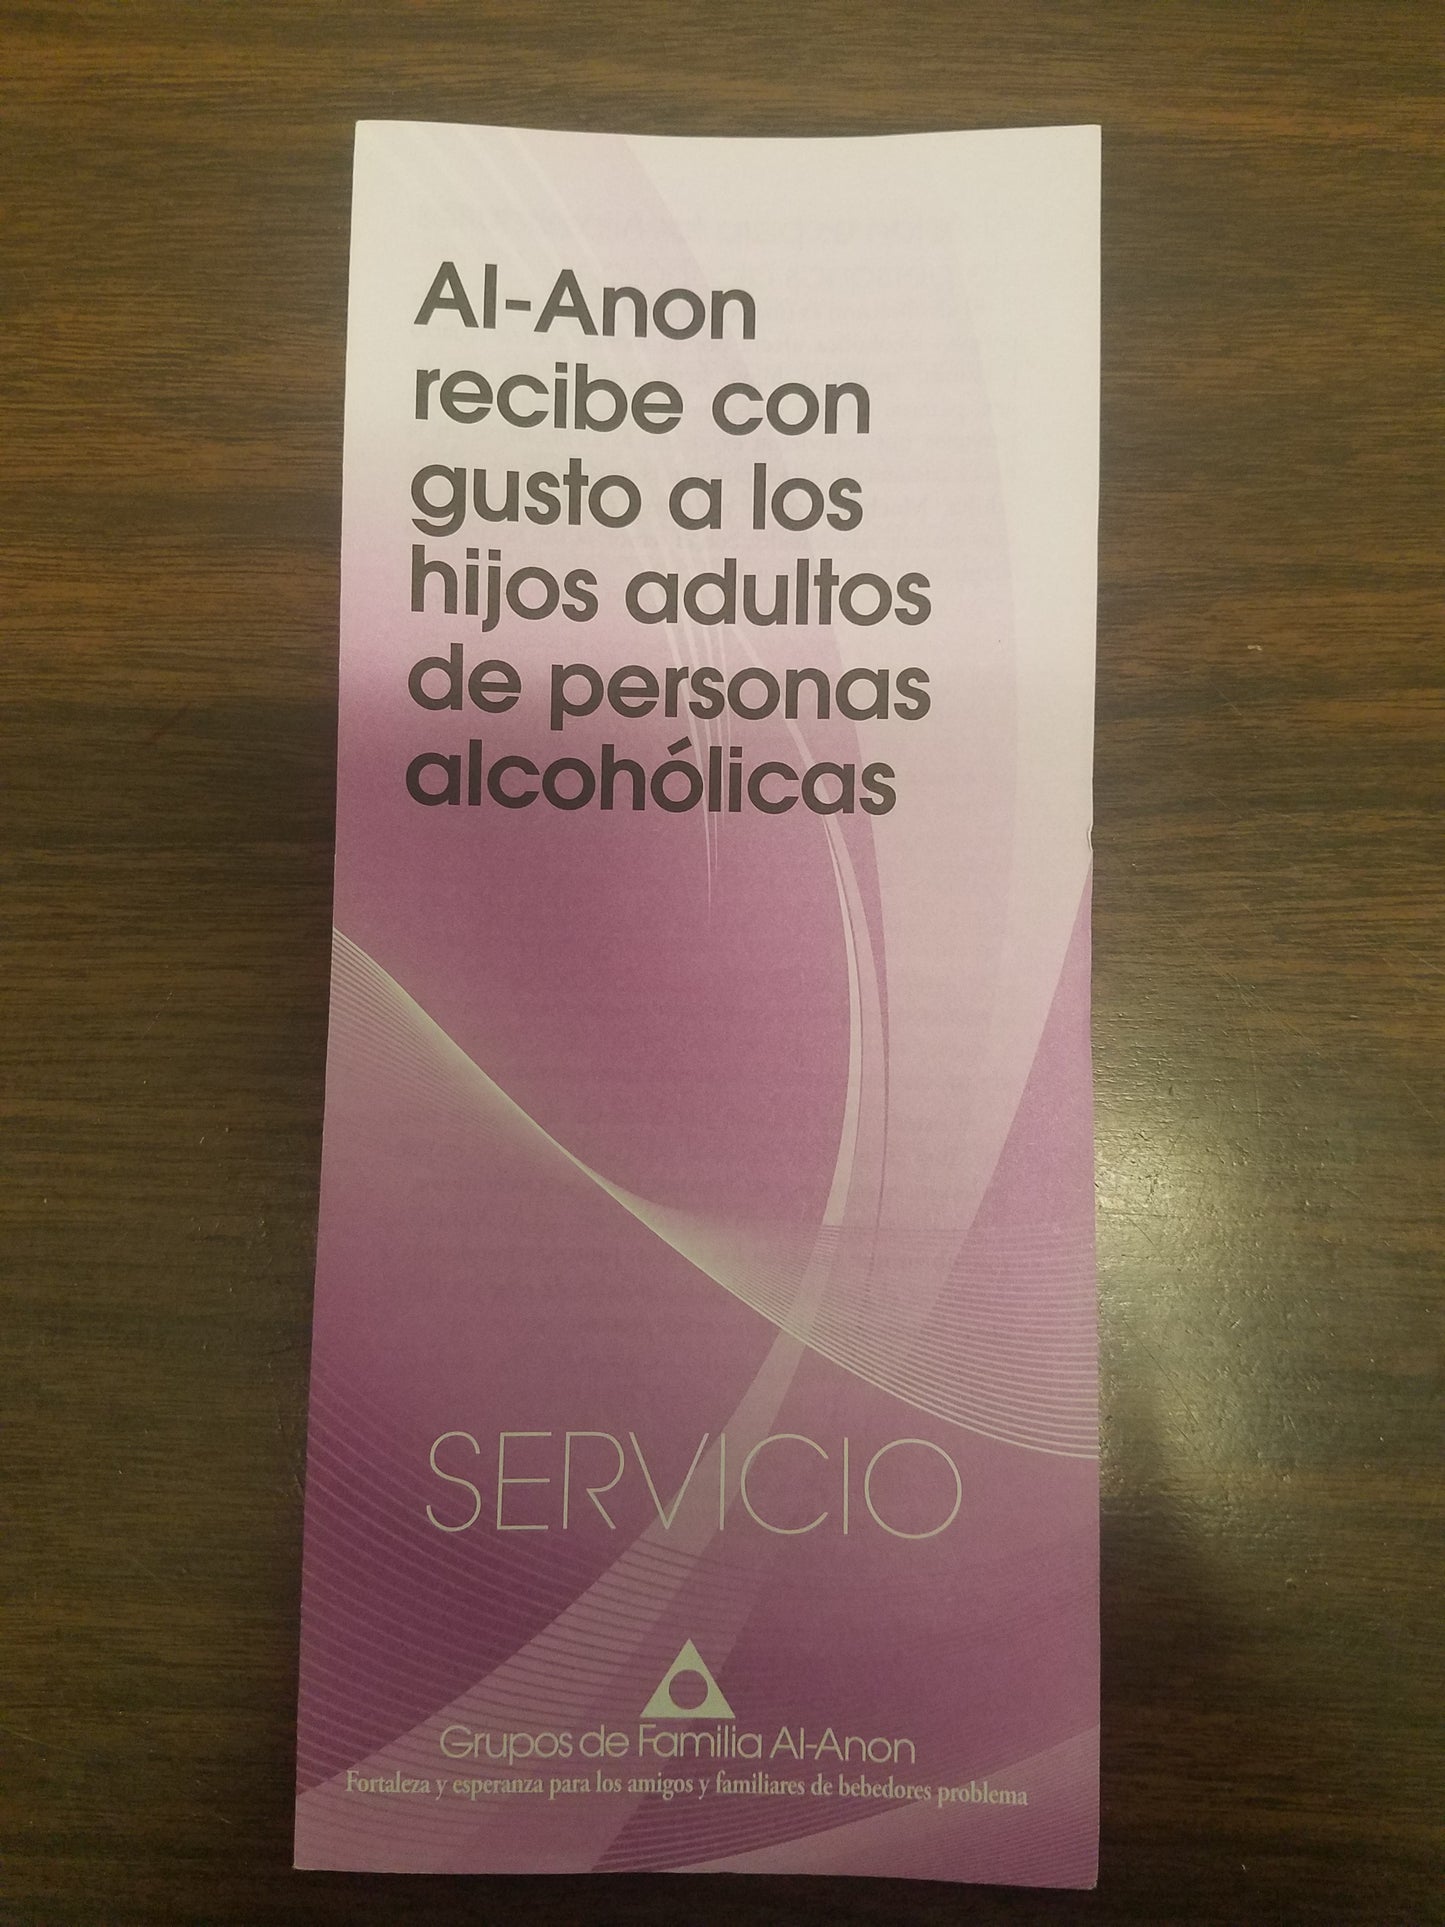 Al-Anon
recibe con
gusto a los
hijos adultos
de personas
alcohólicas
SERVICIO
Grupos de Familia Al-Anon
Fortaleza y esperanza para los amigos y familiares de bebedores problema